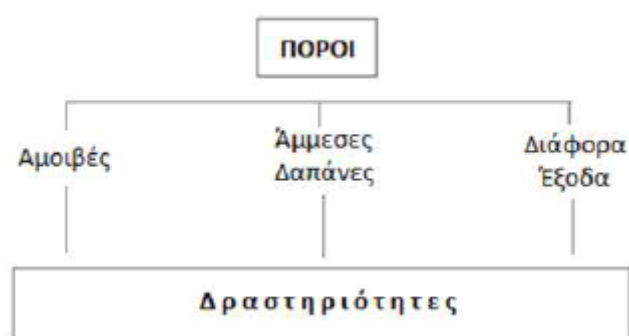 ΠΟΡΟΙ
Αμοιβές
Άμμεσες
Δαπάνες
Διάφορα
Έξοδα
Δραστηριότητες